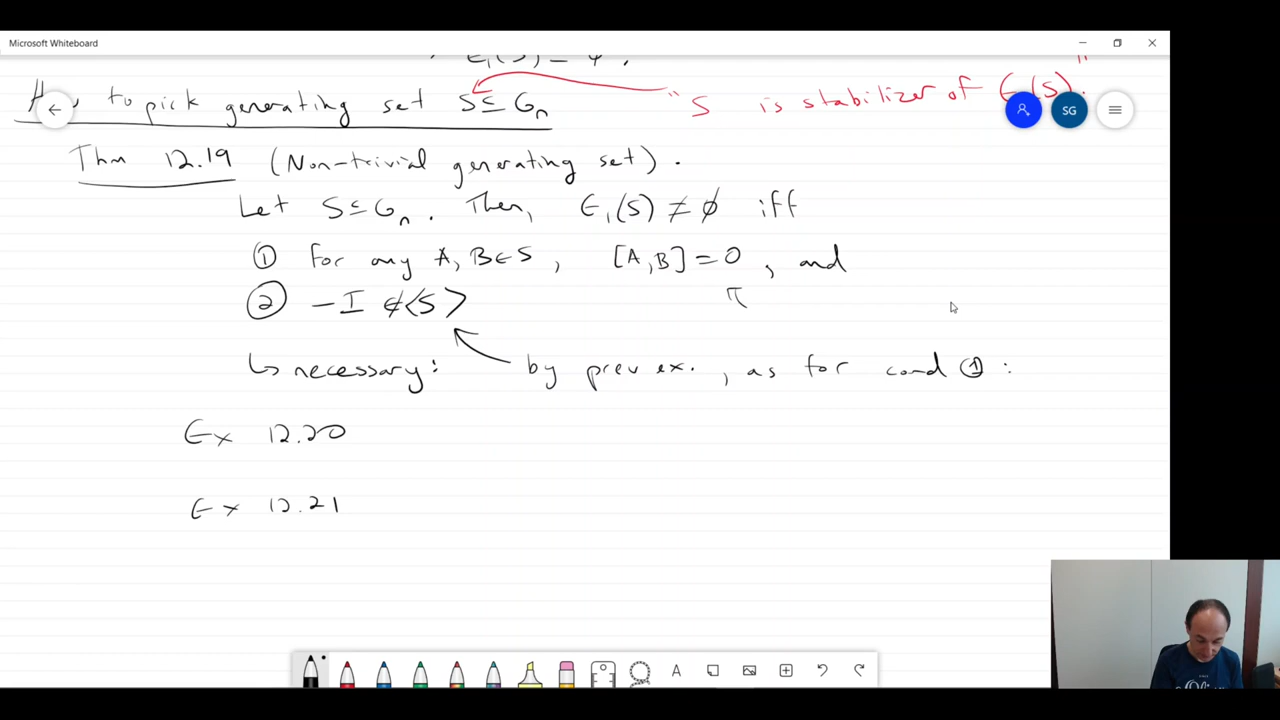 Microsoft Whiteboard
to pick generating set S ⊆ Gₙ
"S is stabilizer of E₁(S)."
SG
Thm 12.19 (Non-trivial generating set).
Let S ⊆ Gₙ. Then, E₁(S) ≠ ∅ iff
① For any A, B ∈ S, [A, B] = 0, and
② -I ∉ <S>
↳ necessary: by prev ex., as for cond ①:
Ex 12.20
Ex 12.21
A